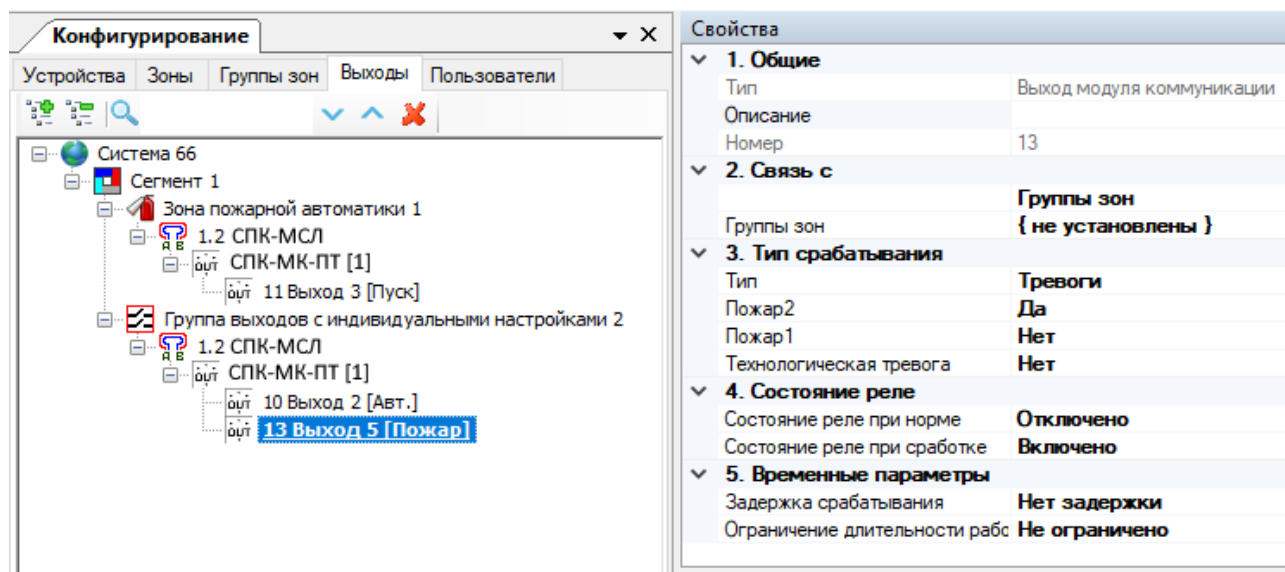 Конфигурирование
Устройства Зоны Группы зон Выходы Пользователи
Система 66
Сегмент 1
Зона пожарной автоматики 1
1.2 СПК-МСЛ
СПК-МК-ПТ [1]
11 Выход 3 [Пуск]
Группа выходов с индивидуальными настройками 2
1.2 СПК-МСЛ
СПК-МК-ПТ [1]
10 Выход 2 [Авт.]
13 Выход 5 [Пожар]
Свойства
1. Общие
Тип Выход модуля коммуникации
Описание
Номер 13
2. Связь с
Группы зон
Группы зон { не установлены }
3. Тип срабатывания
Тип Тревоги
Пожар2 Да
Пожар1 Нет
Технологическая тревога Нет
4. Состояние реле
Состояние реле при норме Отключено
Состояние реле при сработке Включено
5. Временные параметры
Задержка срабатывания Нет задержки
Ограничение длительности рабо Не ограничено